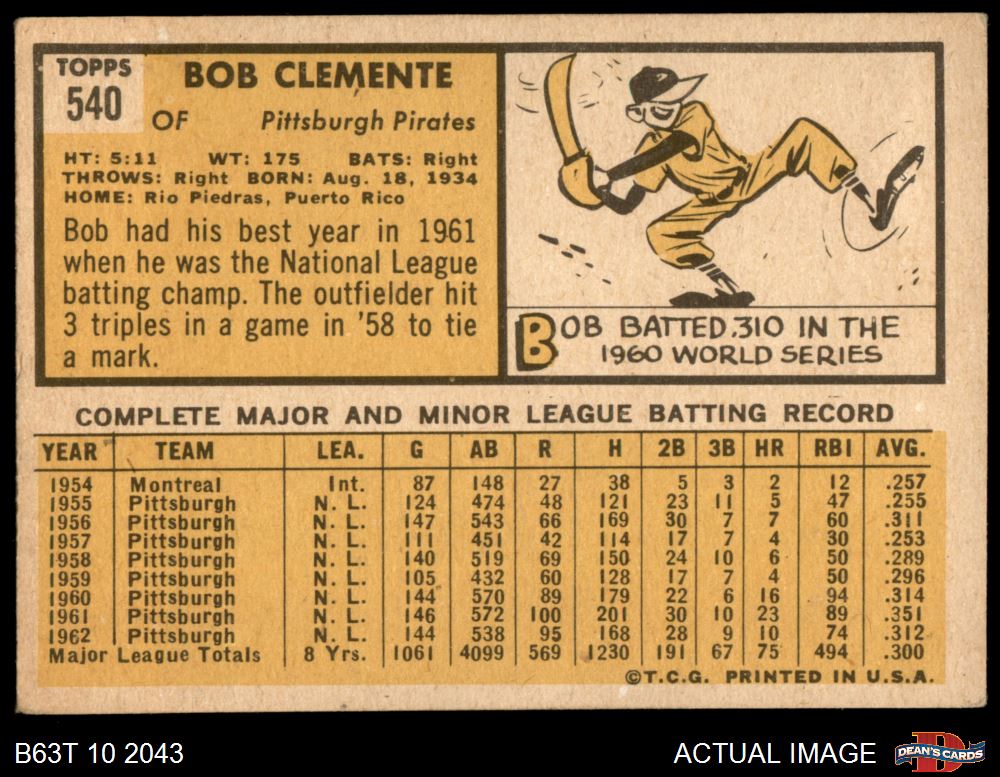 TOPPS
540
BOB CLEMENTE
OF Pittsburgh Pirates
HT: 5:11 WT: 175 BATS: Right
THROWS: Right BORN: Aug. 18, 1934
HOME: Rio Piedras, Puerto Rico
Bob had his best year in 1961
when he was the National League
batting champ. The outfielder hit
3 triples in a game in '58 to tie
a mark.
BOB BATTED .310 IN THE
1960 WORLD SERIES
COMPLETE MAJOR AND MINOR LEAGUE BATTING RECORD
YEAR TEAM LEA. G AB R H 2B 3B HR RBI AVG.
1954 Montreal Int. 87 148 27 38 5 3 2 12 .257
1955 Pittsburgh N. L. 124 474 48 121 23 11 5 47 .255
1956 Pittsburgh N. L. 147 543 66 169 30 7 7 60 .311
1957 Pittsburgh N. L. 111 451 42 114 17 7 4 30 .253
1958 Pittsburgh N. L. 140 519 69 150 24 10 6 50 .289
1959 Pittsburgh N. L. 105 432 60 128 17 7 4 50 .296
1960 Pittsburgh N. L. 144 570 89 179 22 6 16 94 .314
1961 Pittsburgh N. L. 146 572 100 201 30 10 23 89 .351
1962 Pittsburgh N. L. 144 538 95 168 28 9 10 74 .312
Major League Totals 8 Yrs. 1061 4099 569 1230 191 67 75 494 .300
©T.C.G. PRINTED IN U.S.A.
B63T 10 2043
ACTUAL IMAGE
DEAN'S CARDS